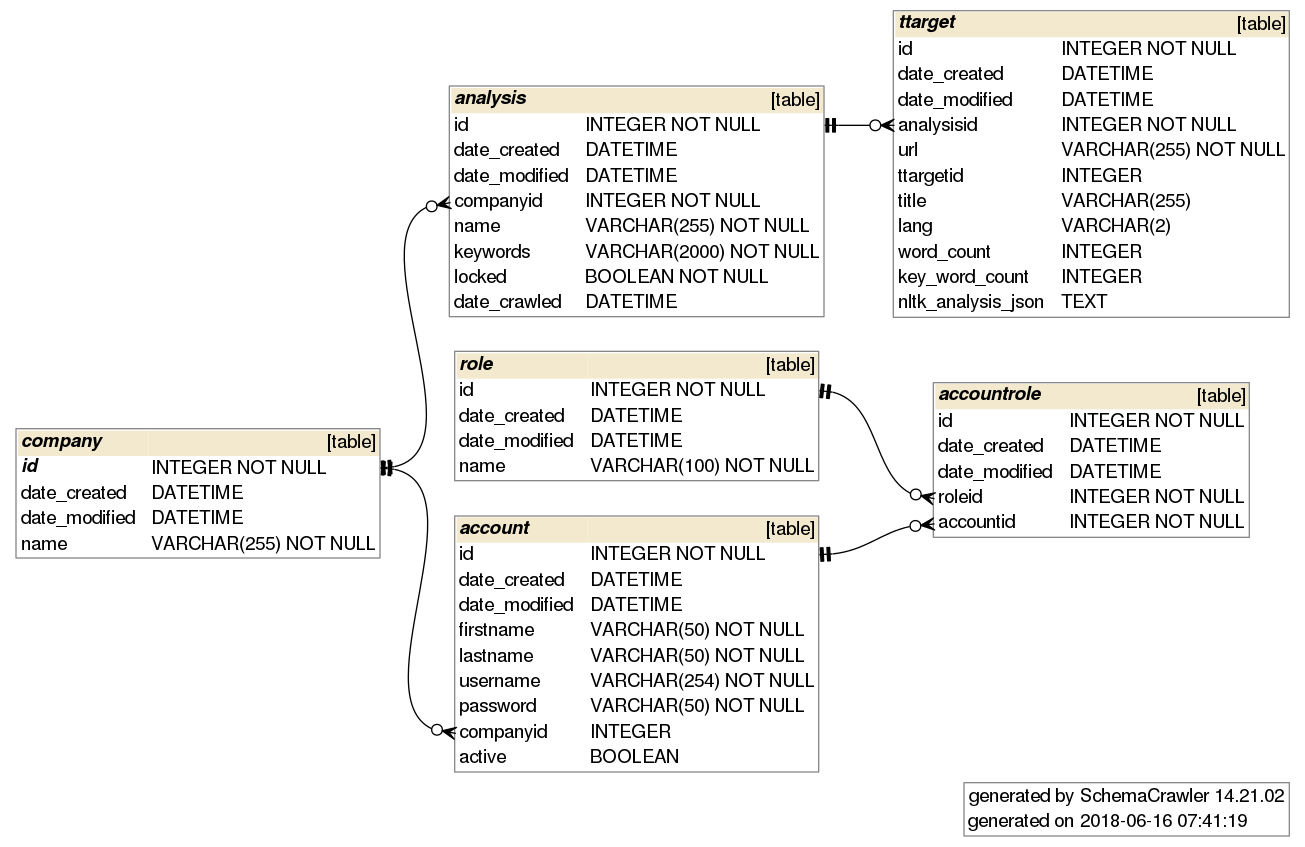 ttarget [table]
id INTEGER NOT NULL
date_created DATETIME
date_modified DATETIME
analysisid INTEGER NOT NULL
url VARCHAR(255) NOT NULL
ttargetid INTEGER
title VARCHAR(255)
lang VARCHAR(2)
word_count INTEGER
key_word_count INTEGER
nltk_analysis_json TEXT
analysis [table]
id INTEGER NOT NULL
date_created DATETIME
date_modified DATETIME
companyid INTEGER NOT NULL
name VARCHAR(255) NOT NULL
keywords VARCHAR(2000) NOT NULL
locked BOOLEAN NOT NULL
date_crawled DATETIME
role [table]
id INTEGER NOT NULL
date_created DATETIME
date_modified DATETIME
name VARCHAR(100) NOT NULL
accountrole [table]
id INTEGER NOT NULL
date_created DATETIME
date_modified DATETIME
roleid INTEGER NOT NULL
accountid INTEGER NOT NULL
company [table]
id INTEGER NOT NULL
date_created DATETIME
date_modified DATETIME
name VARCHAR(255) NOT NULL
account [table]
id INTEGER NOT NULL
date_created DATETIME
date_modified DATETIME
firstname VARCHAR(50) NOT NULL
lastname VARCHAR(50) NOT NULL
username VARCHAR(254) NOT NULL
password VARCHAR(50) NOT NULL
companyid INTEGER
active BOOLEAN
generated by SchemaCrawler 14.21.02
generated on 2018-06-16 07:41:19